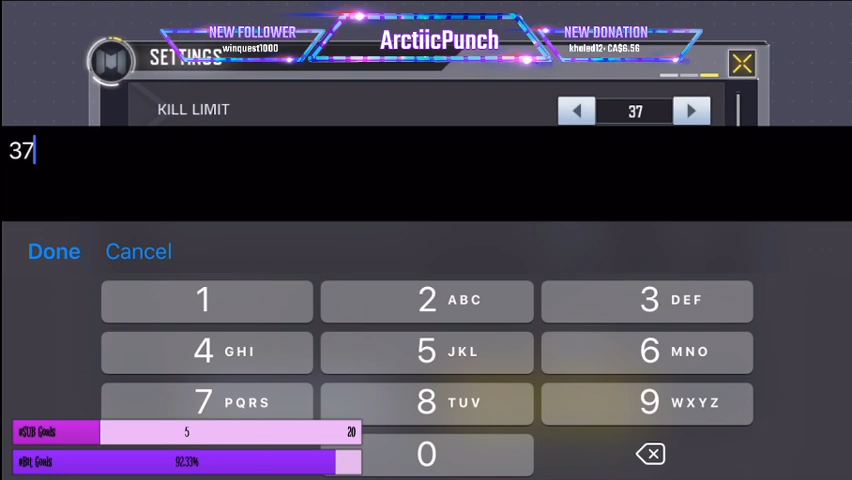 NEW FOLLOWER
winquest1000
ArctiicPunch
NEW DONATION
khaled12- CA$6.56
SETTINGS
KILL LIMIT
37
37
Done
Cancel
1
2 ABC
3 DEF
4 GHI
5 JKL
6 MNO
7 PQRS
8 TUV
9 WXYZ
#SUB Goals
5
20
0
#Bit Goals
92.33%